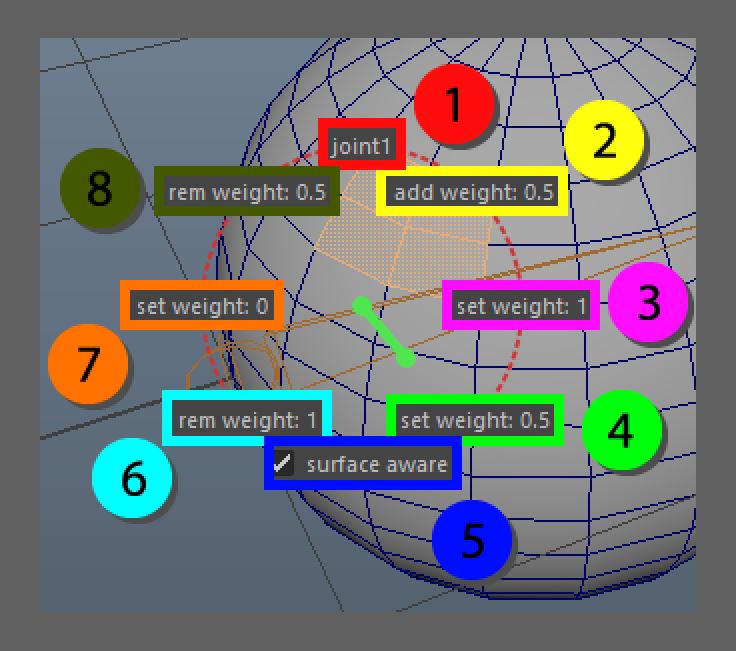 1
joint1
2
8
rem weight: 0.5
add weight: 0.5
set weight: 0
set weight: 1
3
7
rem weight: 1
set weight: 0.5
4
surface aware
6
5